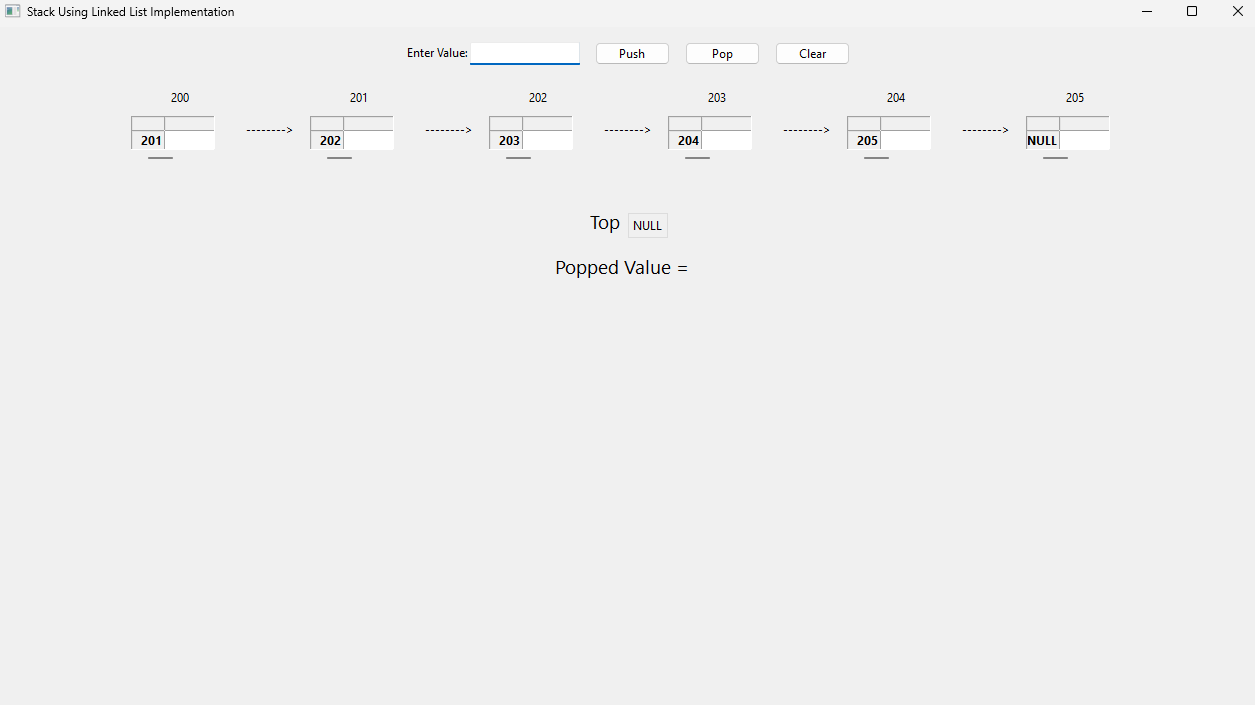 Stack Using Linked List Implementation
Enter Value: Push Pop Clear
200 201 202 203 204 205
201 --------> 202 --------> 203 --------> 204 --------> 205 --------> NULL
Top NULL
Popped Value =